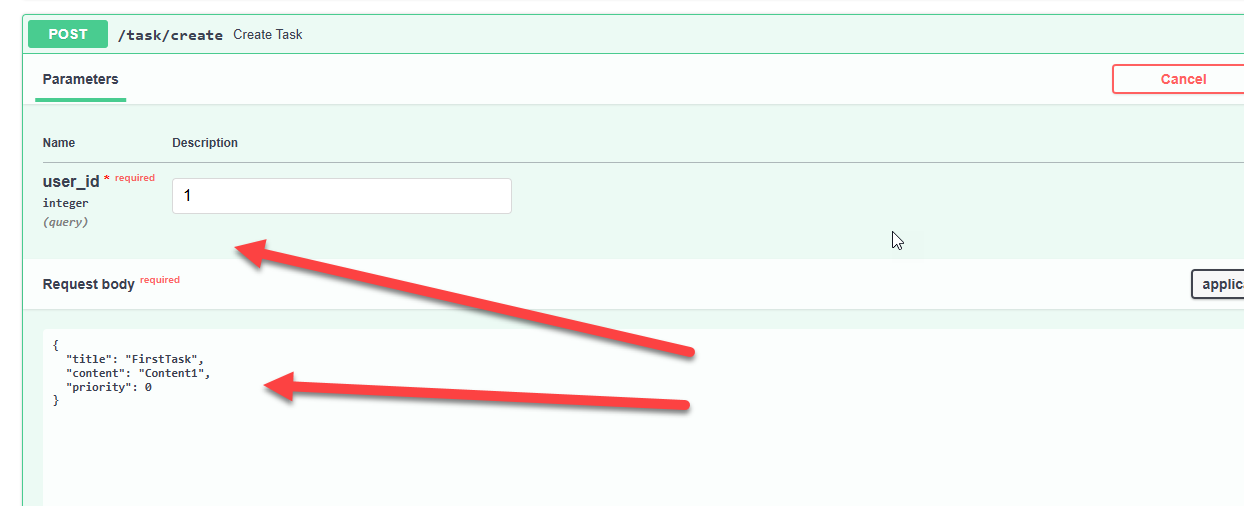 POST /task/create Create Task
Parameters
Cancel
Name Description
user_id * required
1
integer
(query)
Request body required
applic
{
"title": "FirstTask",
"content": "Content1",
"priority": 0
}